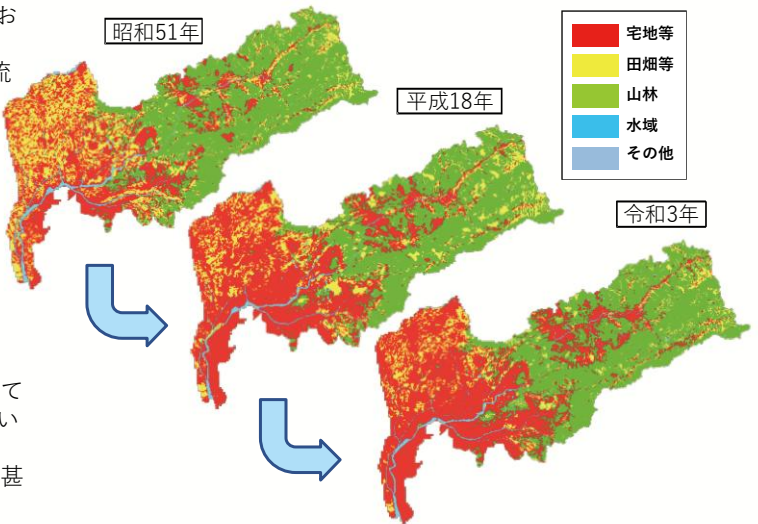 お
流
昭和51年
平成18年
令和3年
宅地等
田畑等
山林
水域
その他
て
い
甚